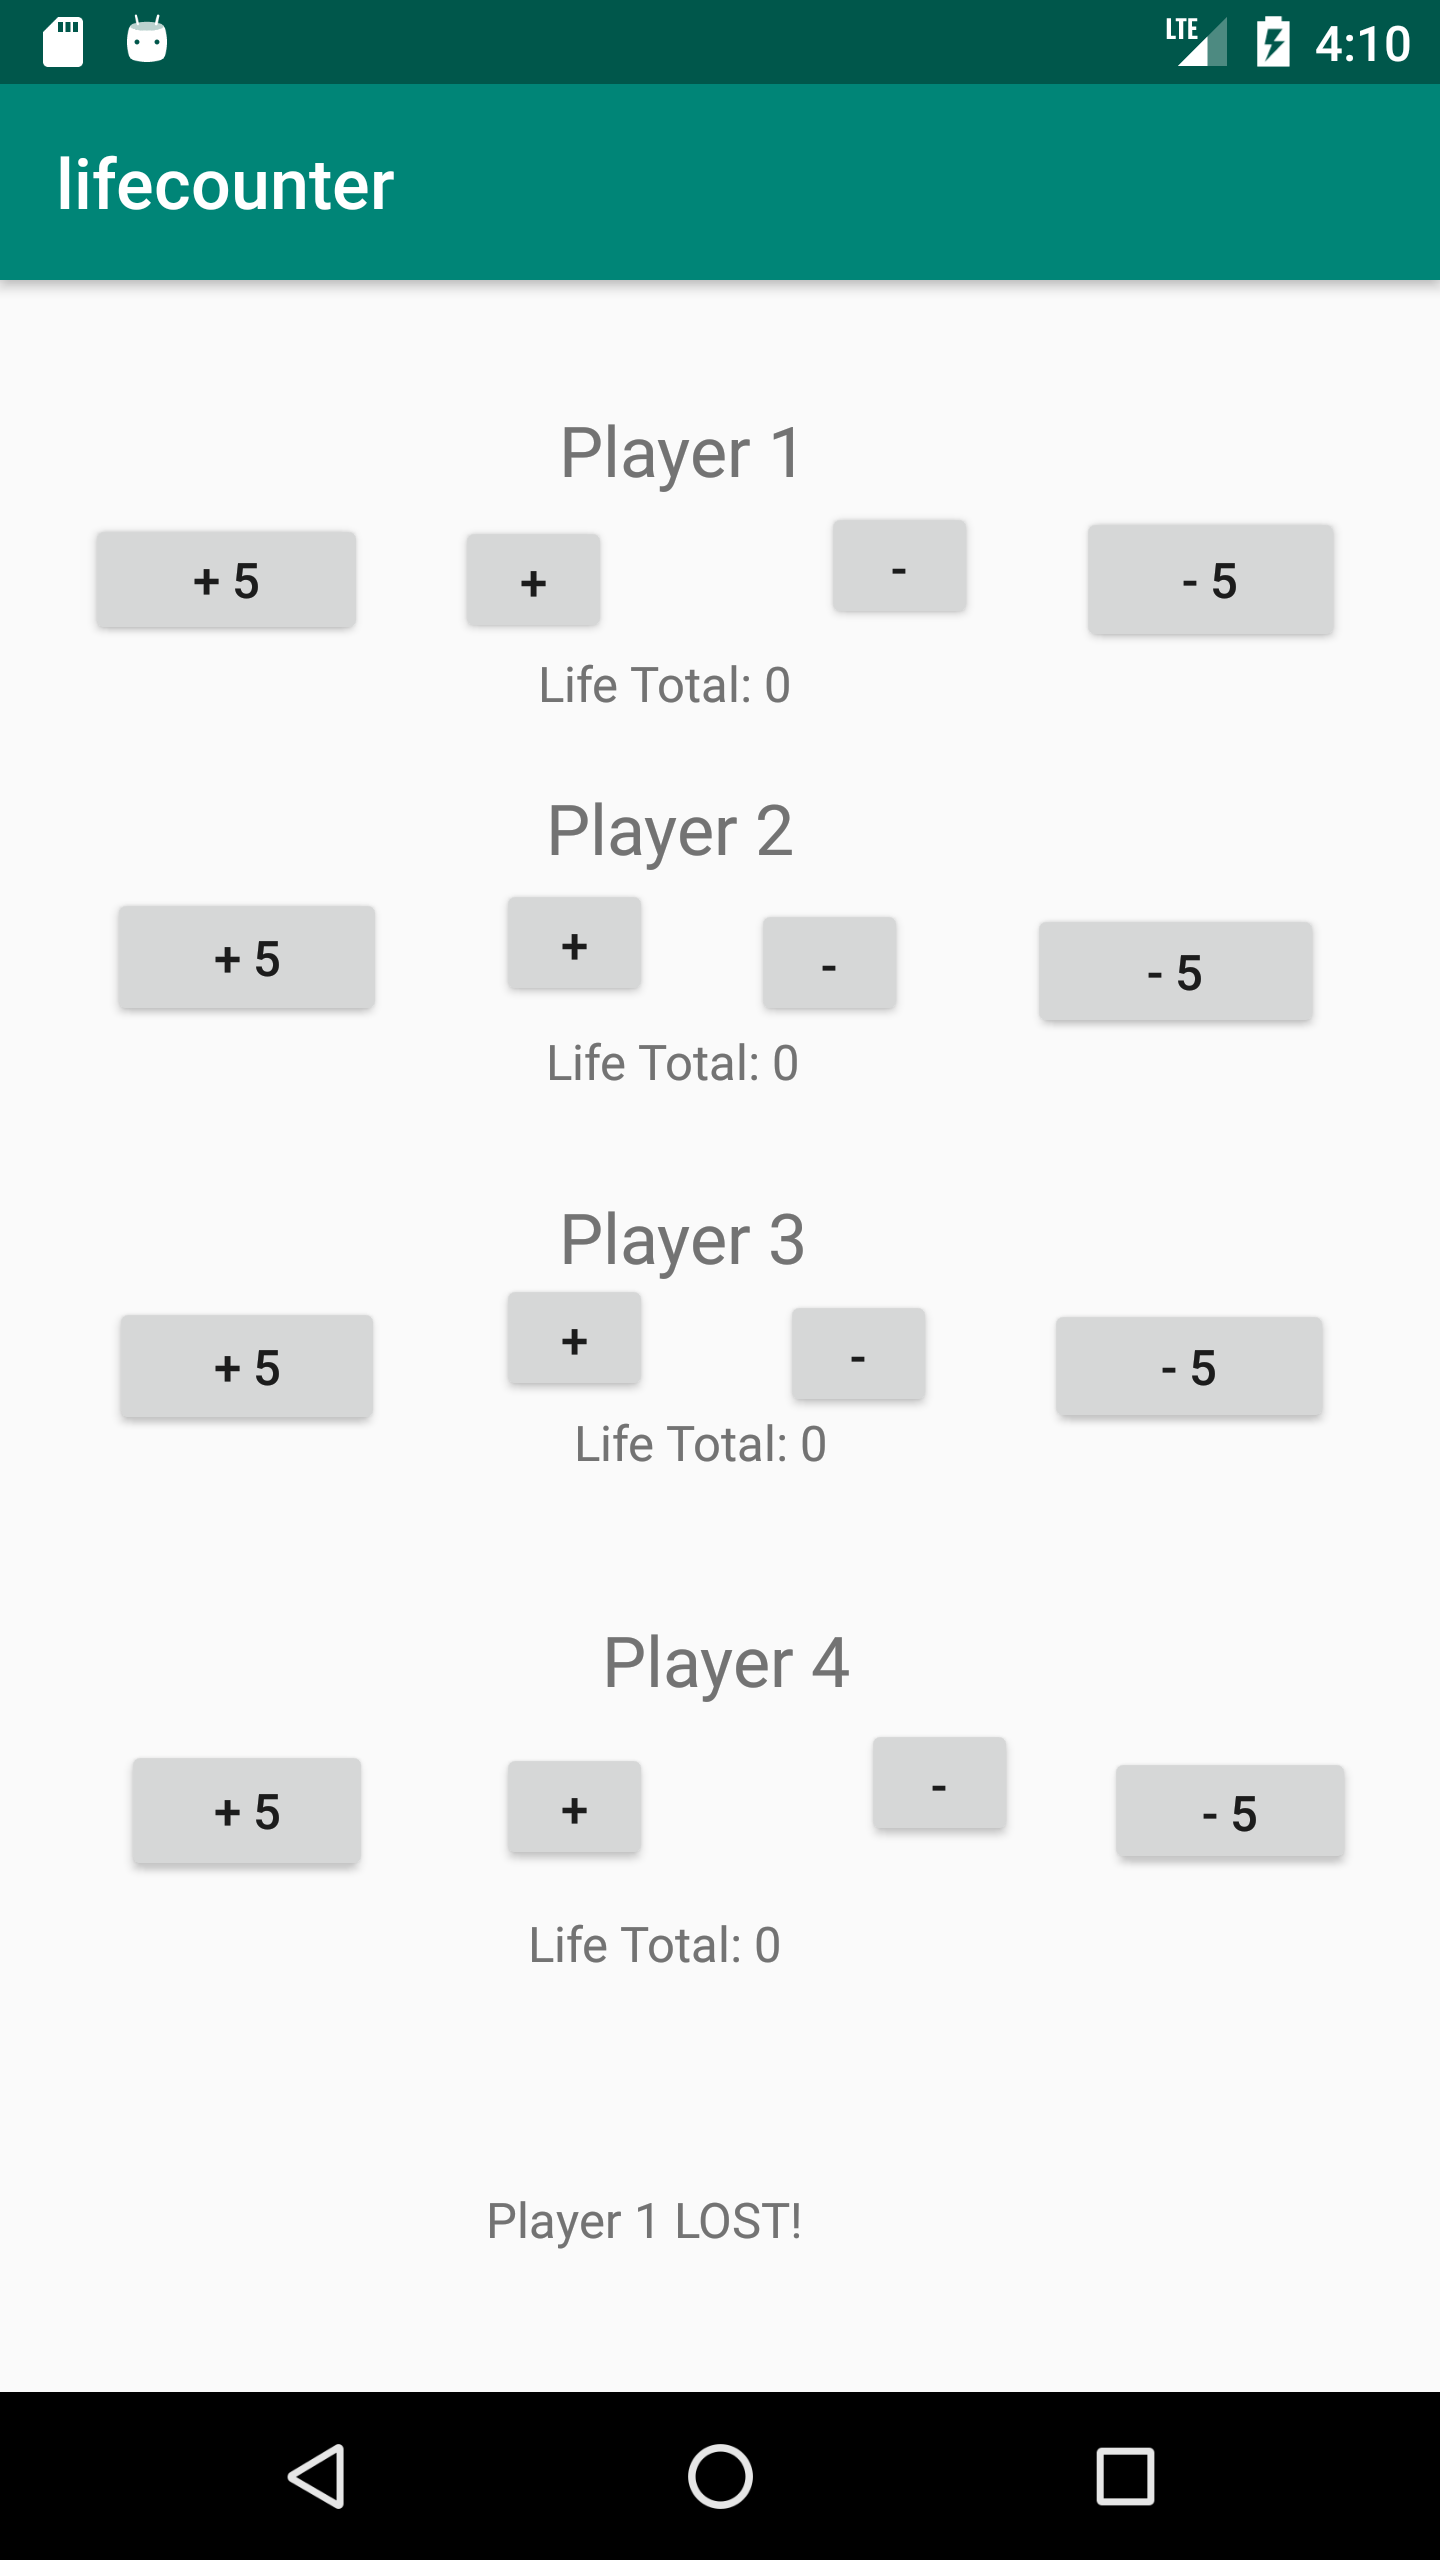 LTE 4:10
lifecounter
Player 1
+ 5 + - - 5
Life Total: 0
Player 2
+ 5 + - - 5
Life Total: 0
Player 3
+ 5 + - - 5
Life Total: 0
Player 4
+ 5 + - - 5
Life Total: 0
Player 1 LOST!